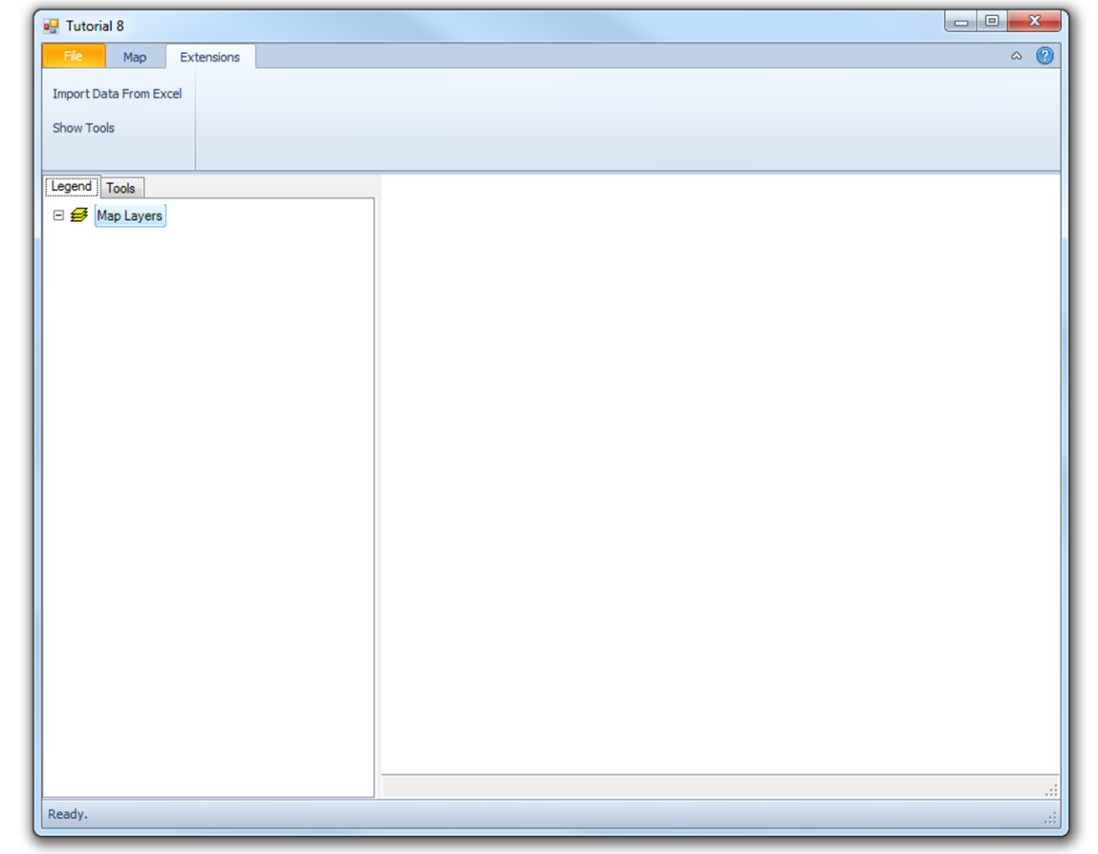 Tutorial 8
File Map Extensions
Import Data From Excel
Show Tools
Legend Tools
Map Layers
Ready.